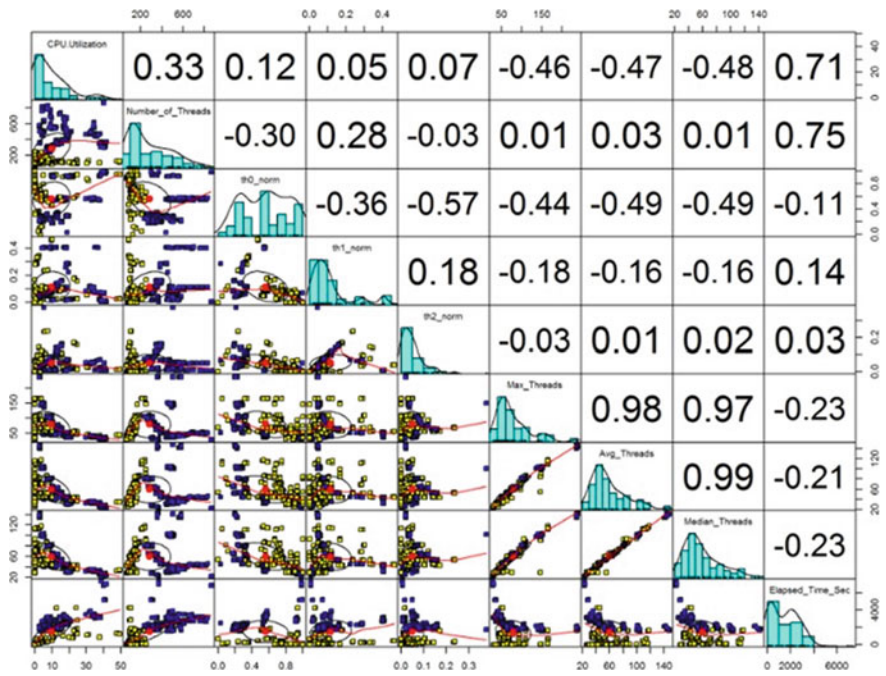 200 600 0.0 0.2 0.4 50 150 20 60 100 140
CPU.Utilization 0.33 0.12 0.05 0.07 -0.46 -0.47 -0.48 0.71 0 20 40
200 600 Number_of_Threads -0.30 0.28 -0.03 0.01 0.03 0.01 0.75
th0_norm -0.36 -0.57 -0.44 -0.49 -0.49 -0.11 0.0 0.4 0.8
0.0 0.2 0.4 th1_norm 0.18 -0.18 -0.16 -0.16 0.14
th2_norm -0.03 0.01 0.02 0.03 0.0 0.2
50 150 Max_Threads 0.98 0.97 -0.23
Avg_Threads 0.99 -0.21 20 60 120
20 60 120 Median_Threads -0.23
Elapsed_Time_Sec 0 4000
0 10 30 50 0.0 0.4 0.8 0.0 0.1 0.2 0.3 20 60 100 140 0 2000 6000